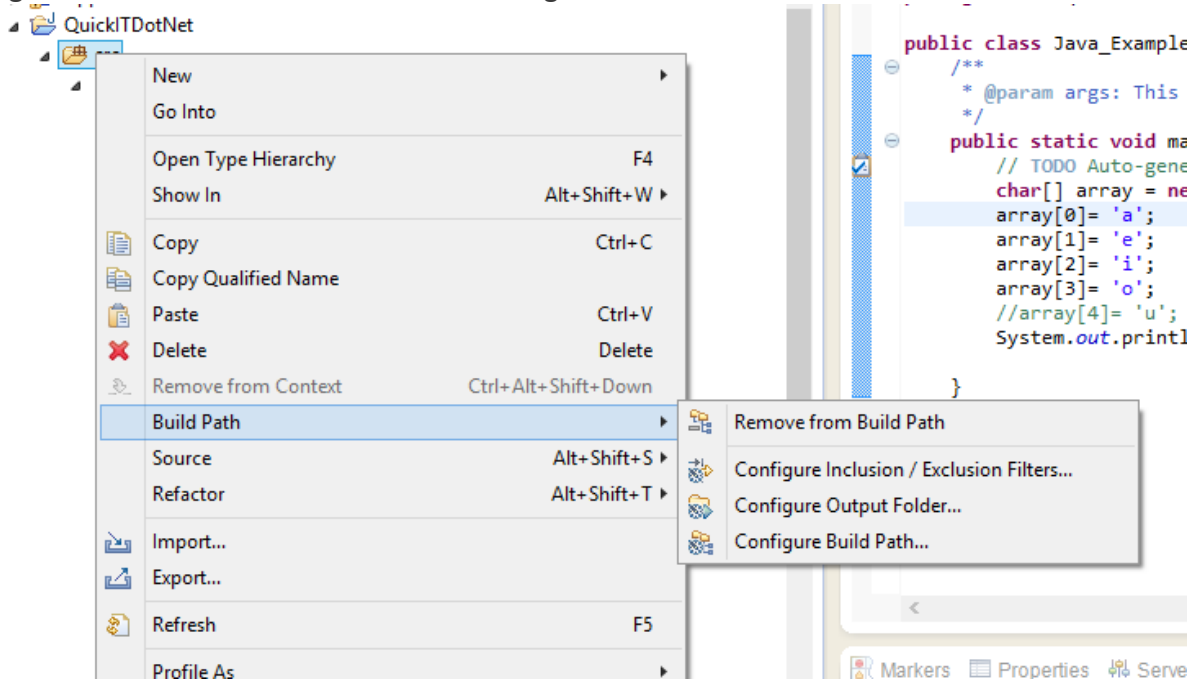 QuickITDotNet
New
Go Into
Open Type Hierarchy F4
Show In Alt+Shift+W
Copy Ctrl+C
Copy Qualified Name
Paste Ctrl+V
Delete Delete
Remove from Context Ctrl+Alt+Shift+Down
Build Path
Source Alt+Shift+S
Refactor Alt+Shift+T
Import...
Export...
Refresh F5
Profile As
Remove from Build Path
Configure Inclusion / Exclusion Filters...
Configure Output Folder...
Configure Build Path...
public class Java_Example
/**
* @param args: This
*/
public static void ma
// TODO Auto-gene
char[] array = ne
array[0]= 'a';
array[1]= 'e';
array[2]= 'i';
array[3]= 'o';
//array[4]= 'u';
System.out.printl
}
Markers Properties Serve